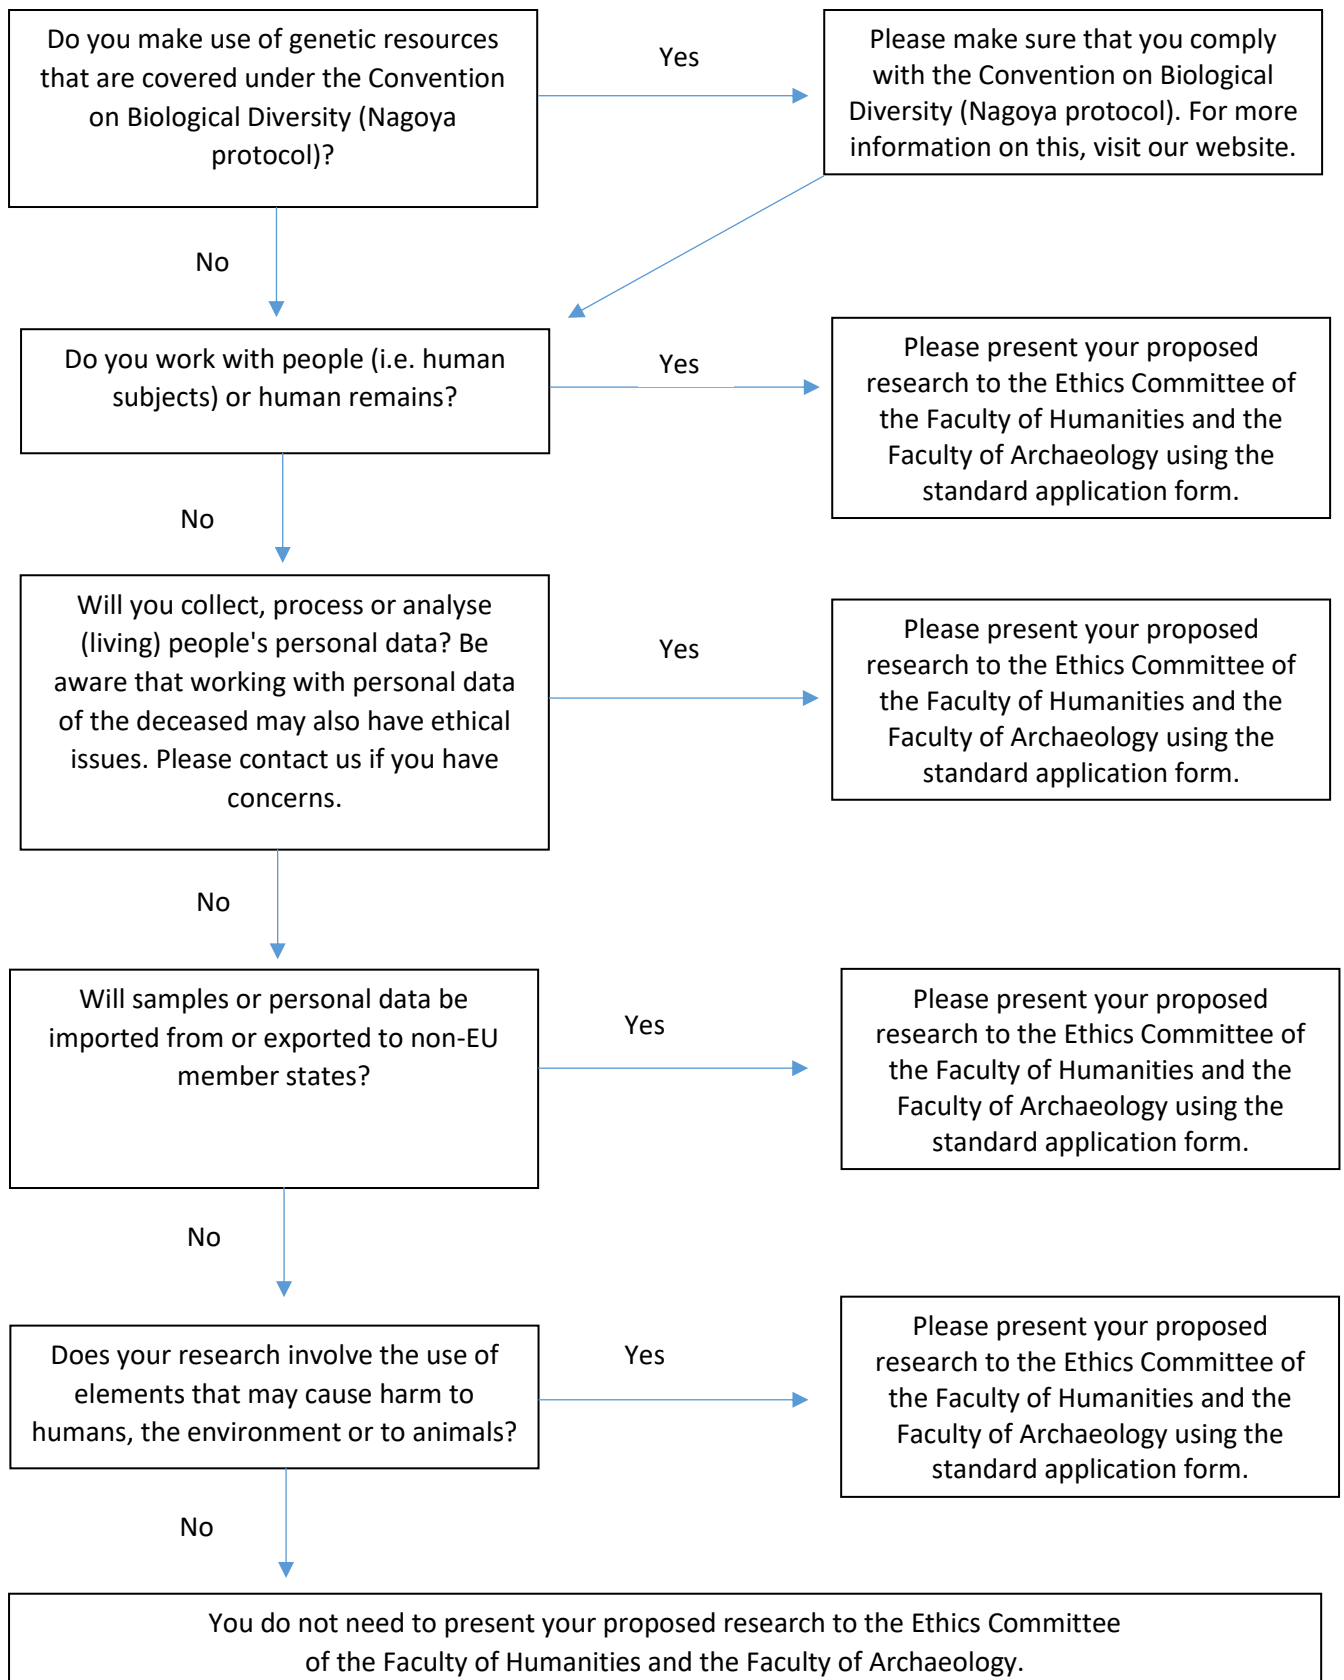 Do you make use of genetic resources
that are covered under the Convention
on Biological Diversity (Nagoya
protocol)?
Yes
Please make sure that you comply
with the Convention on Biological
Diversity (Nagoya protocol). For more
information on this, visit our website.
No
Do you work with people (i.e. human
subjects) or human remains?
Yes
Please present your proposed
research to the Ethics Committee of
the Faculty of Humanities and the
Faculty of Archaeology using the
standard application form.
No
Will you collect, process or analyse
(living) people's personal data? Be
aware that working with personal data
of the deceased may also have ethical
issues. Please contact us if you have
concerns.
Yes
Please present your proposed
research to the Ethics Committee of
the Faculty of Humanities and the
Faculty of Archaeology using the
standard application form.
No
Will samples or personal data be
imported from or exported to non-EU
member states?
Yes
Please present your proposed
research to the Ethics Committee of
the Faculty of Humanities and the
Faculty of Archaeology using the
standard application form.
No
Does your research involve the use of
elements that may cause harm to
humans, the environment or to animals?
Yes
Please present your proposed
research to the Ethics Committee of
the Faculty of Humanities and the
Faculty of Archaeology using the
standard application form.
No
You do not need to present your proposed research to the Ethics Committee
of the Faculty of Humanities and the Faculty of Archaeology.